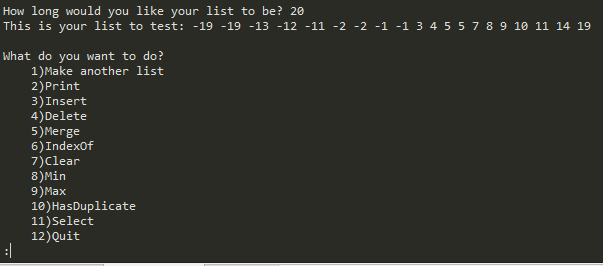 How long would you like your list to be? 20
This is your list to test: -19 -19 -13 -12 -11 -2 -2 -1 -1 3 4 5 5 7 8 9 10 11 14 19
What do you want to do?
1)Make another list
2)Print
3)Insert
4)Delete
5)Merge
6)IndexOf
7)Clear
8)Min
9)Max
10)HasDuplicate
11)Select
12)Quit
: